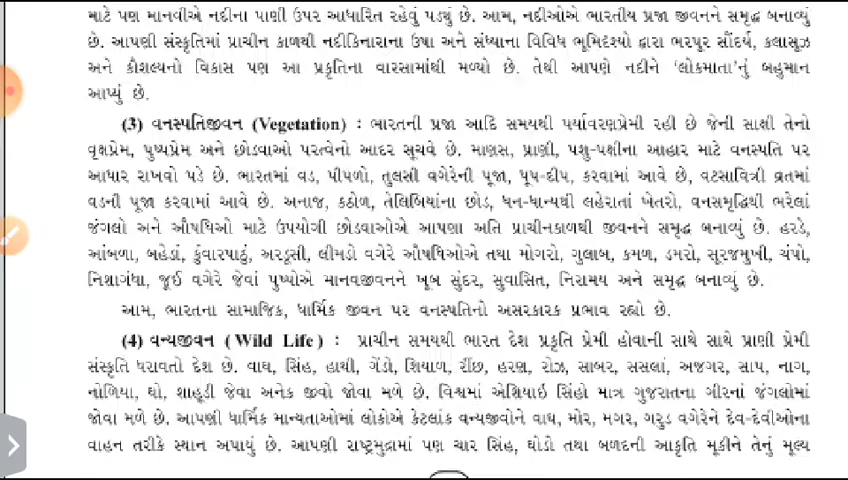 માટે પણ માનવીએ નદીના પાણી ઉપર આધારિત રહેવું પડ્યું છે. આમ, નદીઓએ ભારતીય પ્રજા જીવનને સમૃદ્ધ બનાવ્યું
છે. આપણી સંસ્કૃતિમાં પ્રાચીન કાળથી નદીકિનારાના ઉષા અને સંધ્યાના વિવિધ ભૂમિદૃશ્યો દ્વારા ભરપૂર સૌંદર્ય, કલાસૂઝ
અને કૌશલ્યનો વિકાસ પણ આ પ્રકૃતિના વારસામાંથી મળ્યો છે. તેથી આપણે નદીને ‘લોકમાતા’નું બહુમાન
આપ્યું છે.
(3) વનસ્પતિજીવન (Vegetation) : ભારતની પ્રજા આદિ સમયથી પર્યાવરણપ્રેમી રહી છે જેની સાક્ષી તેનો
વૃક્ષપ્રેમ, પુષ્પપ્રેમ અને છોડવાઓ પરત્વેનો આદર સૂચવે છે. માણસ, પ્રાણી, પશુ-પક્ષીના આહાર માટે વનસ્પતિ પર
આધાર રાખવો પડે છે. ભારતમાં વડ, પીપળો, તુલસી વગેરેની પૂજા, ધૂપ-દીપ, કરવામાં આવે છે, વટસાવિત્રી વ્રતમાં
વડની પૂજા કરવામાં આવે છે. અનાજ, કઠોળ, તેલિબિયાંના છોડ, ધન-ધાન્યથી લહેરાતાં ખેતરો, વનસમૃદ્ધિથી ભરેલાં
જંગલો અને ઔષધિઓ માટે ઉપયોગી છોડવાઓએ આપણા અતિ પ્રાચીનકાળથી જીવનને સમૃદ્ધ બનાવ્યું છે. હરડે,
આંબળા, બહેડાં, કુંવારપાઠું, અરડૂસી, લીમડો વગેરે ઔષધિઓએ તથા મોગરો, ગુલાબ, કમળ, ડમરો, સૂરજમુખી, ચંપો,
નિશાગંધા, જૂઈ વગેરે જેવાં પુષ્પોએ માનવજીવનને ખૂબ સુંદર, સુવાસિત, નિરામય અને સમૃદ્ધ બનાવ્યું છે.
આમ, ભારતના સામાજિક, ધાર્મિક જીવન પર વનસ્પતિનો અસરકારક પ્રભાવ રહ્યો છે.
(4) વન્યજીવન (Wild Life) : પ્રાચીન સમયથી ભારત દેશ પ્રકૃતિ પ્રેમી હોવાની સાથે સાથે પ્રાણી પ્રેમી
સંસ્કૃતિ ધરાવતો દેશ છે. વાઘ, સિંહ, હાથી, ગેંડો, શિયાળ, રીંછ, હરણ, રોઝ, સાબર, સસલાં, અજગર, સાપ, નાગ,
નોળિયા, ઘો, શાહૂડી જેવા અનેક જીવો જોવા મળે છે. વિશ્વમાં એશિયાઇ સિંહો માત્ર ગુજરાતના ગીરનાં જંગલોમાં
જોવા મળે છે. આપણી ધાર્મિક માન્યતાઓમાં લોકોએ કેટલાંક વન્યજીવોને વાઘ, મોર, મગર, ગરુડ વગેરેને દેવ-દેવીઓના
વાહન તરીકે સ્થાન અપાયું છે. આપણી રાષ્ટ્રમુદ્રામાં પણ ચાર સિંહ, ઘોડો તથા બળદની આકૃતિ મૂકીને તેનું મૂલ્ય